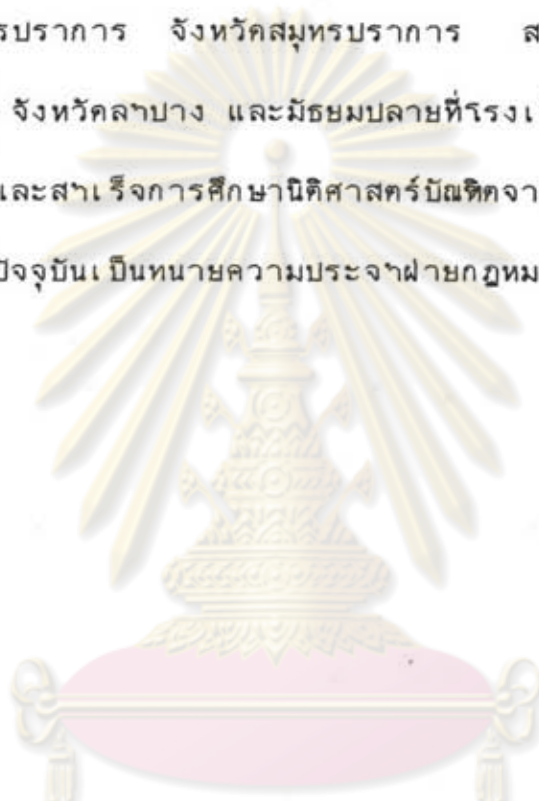 รปราการ จังหวัดสมุทรปราการ ส
จังหวัดลำปาง และมัธยมปลายที่โรงเ
และสำเร็จการศึกษานิติศาสตร์บัณฑิตจา
ปัจจุบันเป็นทนายความประจำฝ่ายกฎหม